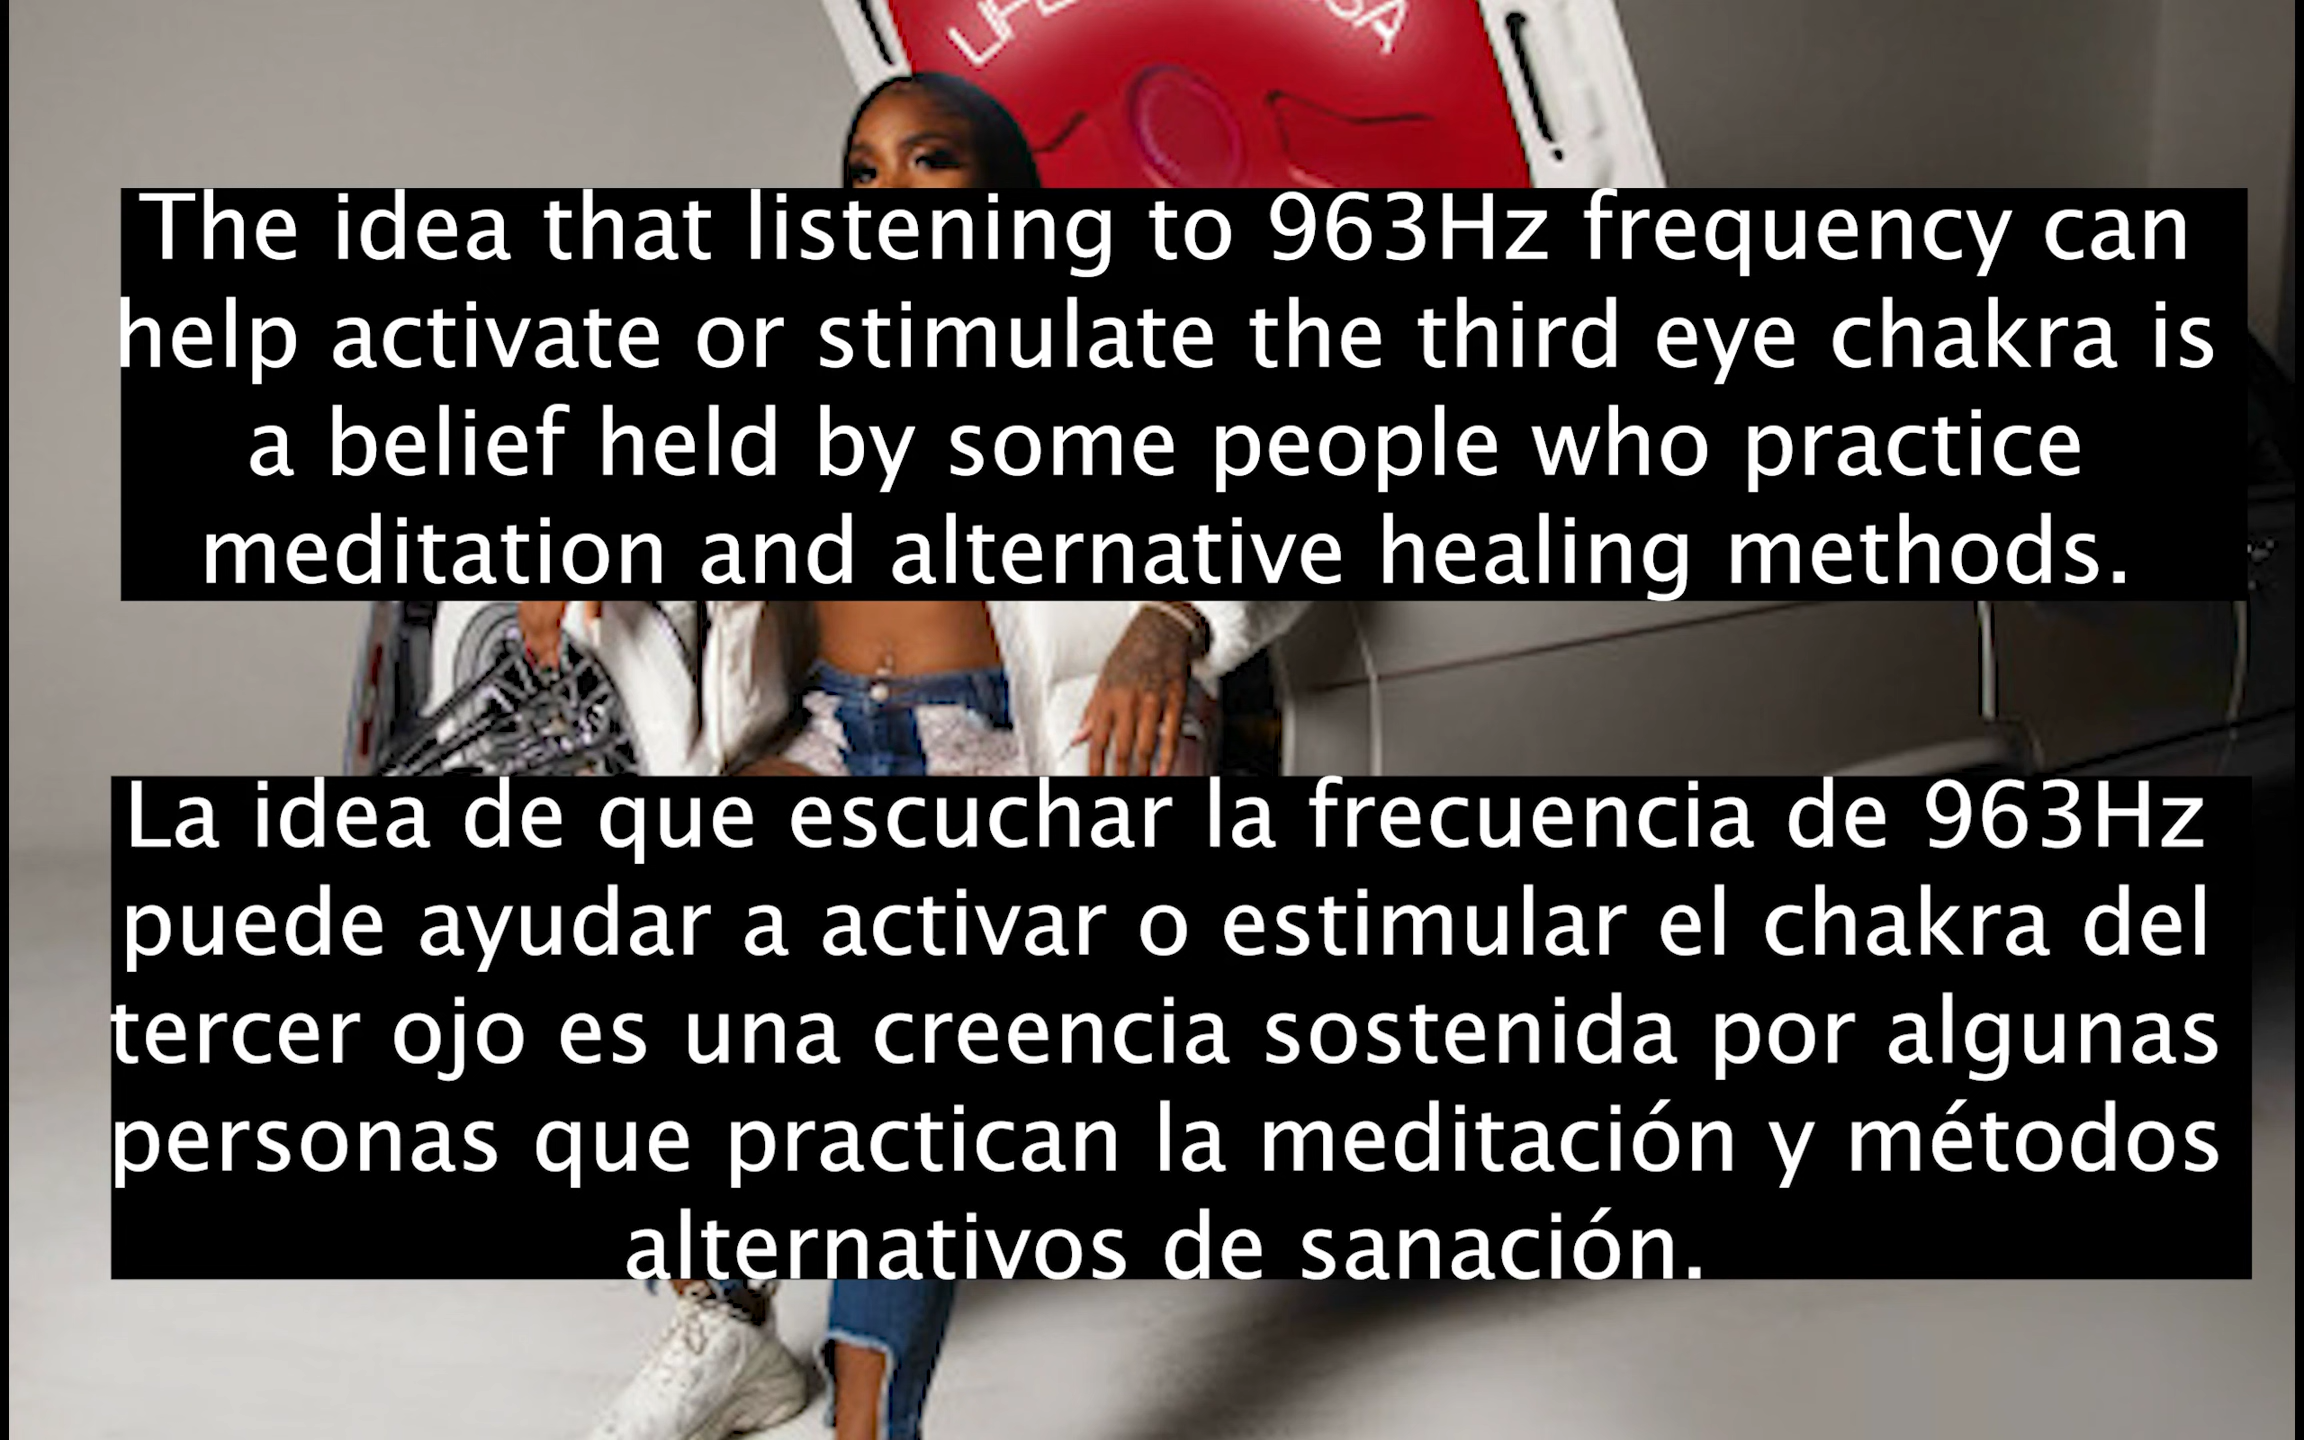 The idea that listening to 963Hz frequency can
help activate or stimulate the third eye chakra is
a belief held by some people who practice
meditation and alternative healing methods.
La idea de que escuchar la frecuencia de 963Hz
puede ayudar a activar o estimular el chakra del
tercer ojo es una creencia sostenida por algunas
personas que practican la meditación y métodos
alternativos de sanación.